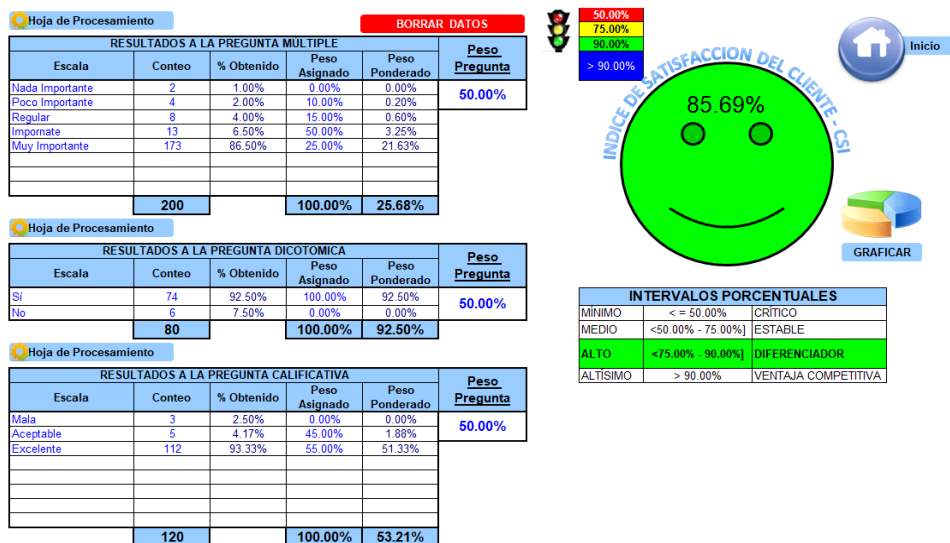 Hoja de Procesamiento
BORRAR DATOS
RESULTADOS A LA PREGUNTA MÚLTIPLE
Peso Pregunta
Escala Conteo % Obtenido Peso Asignado Peso Ponderado
Nada Importante 2 1.00% 0.00% 0.00%
50.00%
Poco Importante 4 2.00% 10.00% 0.20%
Regular 8 4.00% 15.00% 0.60%
Impornate 13 6.50% 50.00% 3.25%
Muy Importante 173 86.50% 25.00% 21.63%
200 100.00% 25.68%
Hoja de Procesamiento
RESULTADOS A LA PREGUNTA DICOTOMICA
Peso Pregunta
Escala Conteo % Obtenido Peso Asignado Peso Ponderado
Sí 74 92.50% 100.00% 92.50%
50.00%
No 6 7.50% 0.00% 0.00%
80 100.00% 92.50%
Hoja de Procesamiento
RESULTADOS A LA PREGUNTA CALIFICATIVA
Peso Pregunta
Escala Conteo % Obtenido Peso Asignado Peso Ponderado
Mala 3 2.50% 0.00% 0.00%
50.00%
Aceptable 5 4.17% 45.00% 1.88%
Excelente 112 93.33% 55.00% 51.33%
120 100.00% 53.21%
50.00%
75.00%
90.00%
> 90.00%
INDICE DE SATISFACCION DEL CLIENTE - CSI
85.69%
Inicio
GRAFICAR
INTERVALOS PORCENTUALES
MÍNIMO < = 50.00% CRÍTICO
MEDIO <50.00% - 75.00%] ESTABLE
ALTO <75.00% - 90.00%] DIFERENCIADOR
ALTÍSIMO > 90.00% VENTAJA COMPETITIVA